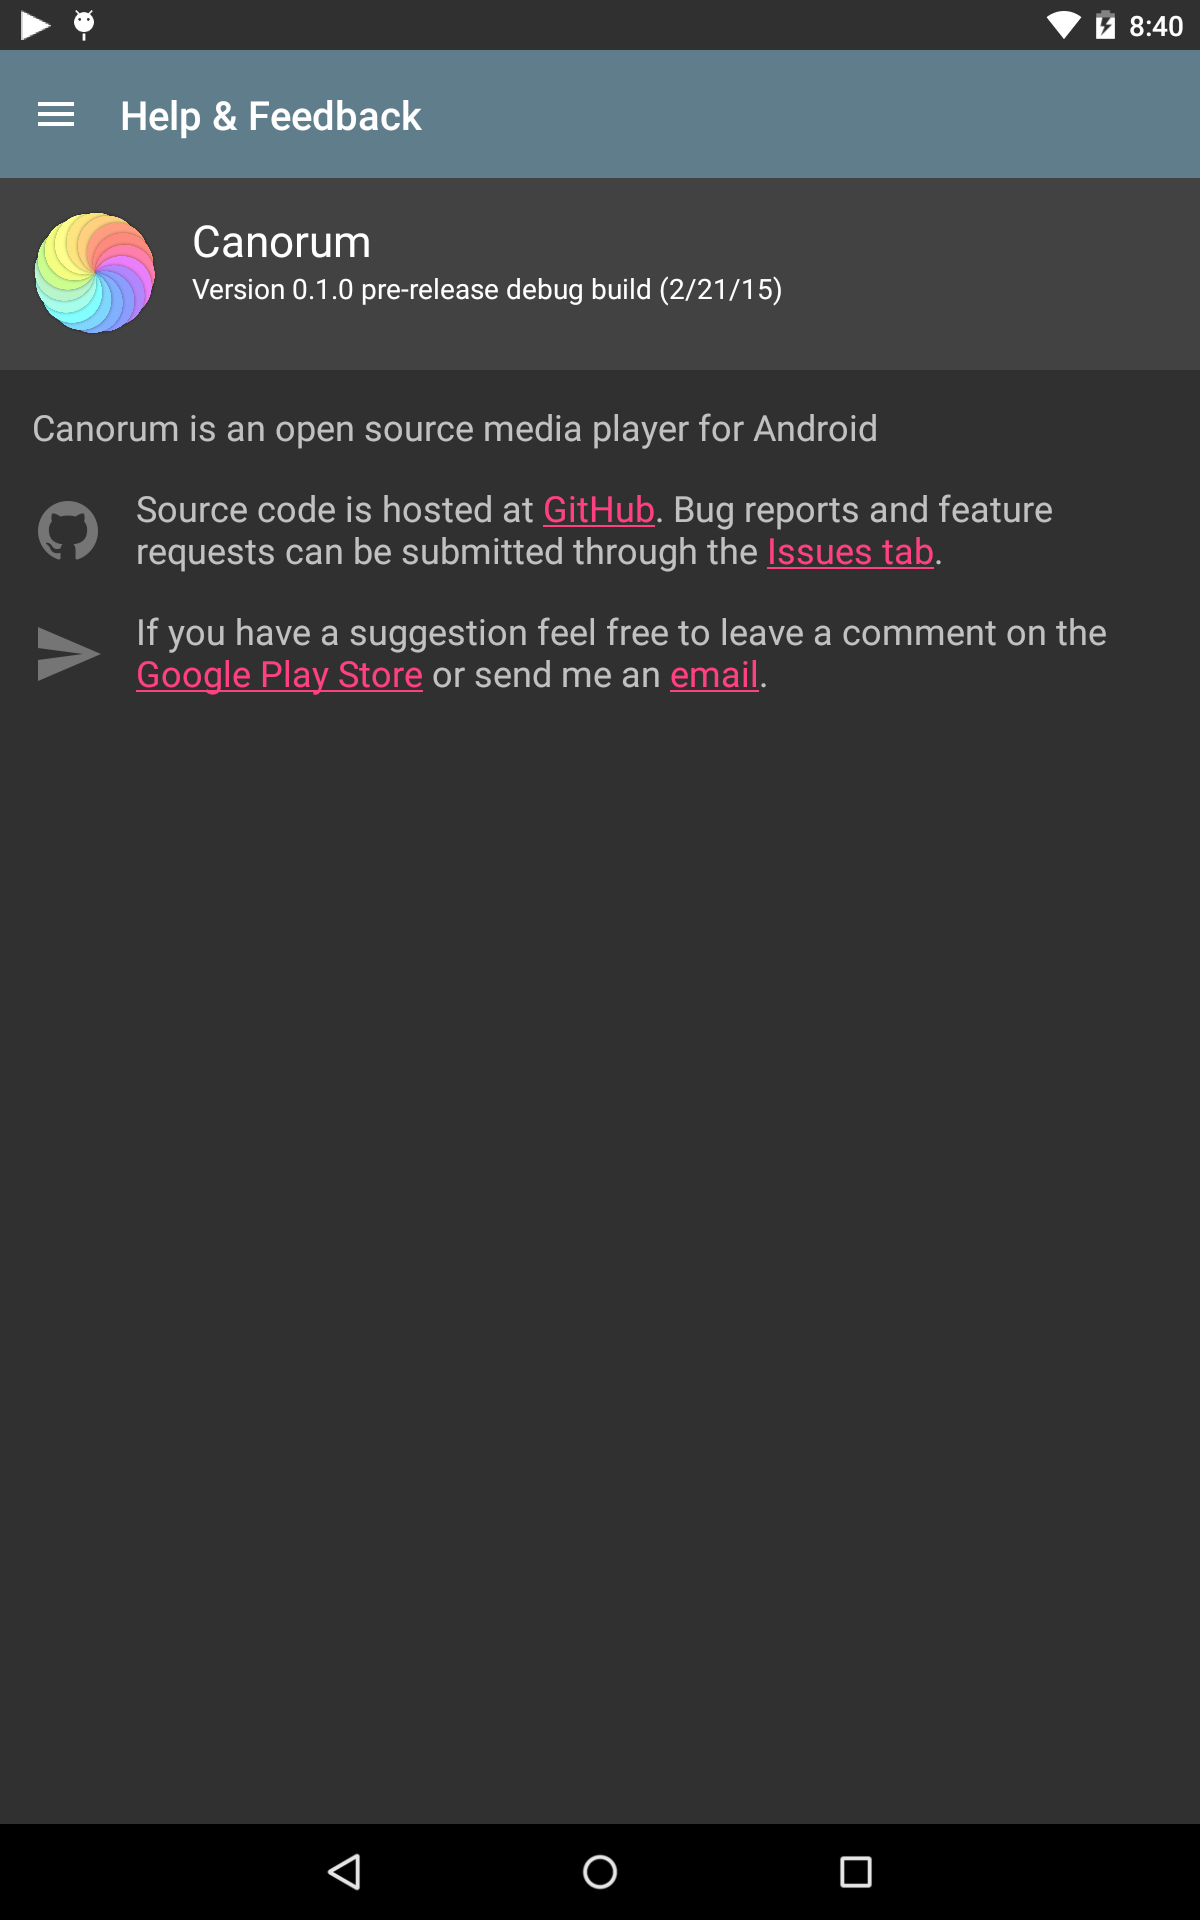 8:40
Help & Feedback
Canorum
Version 0.1.0 pre-release debug build (2/21/15)
Canorum is an open source media player for Android
Source code is hosted at GitHub. Bug reports and feature
requests can be submitted through the Issues tab.
If you have a suggestion feel free to leave a comment on the
Google Play Store or send me an email.